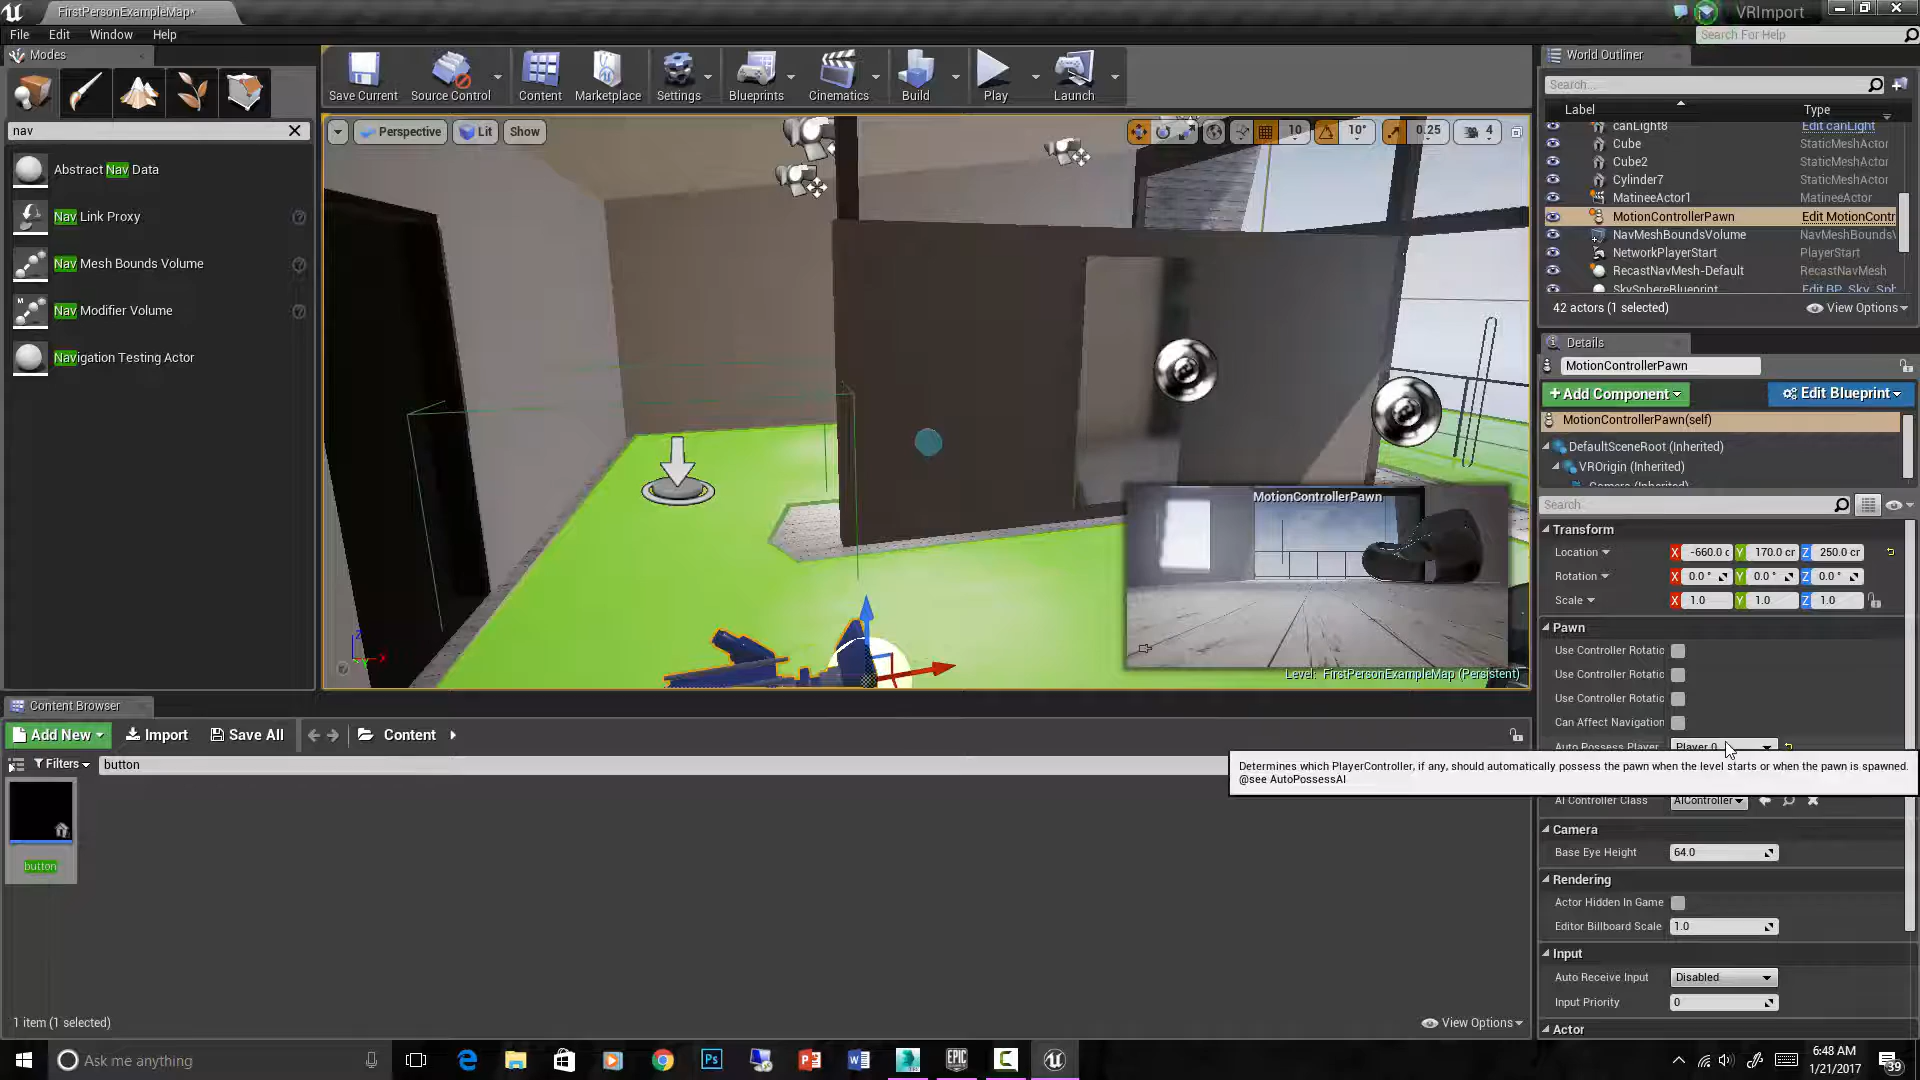 FirstPersonExampleMap*
VRImport
File Edit Window Help
Search For Help
Modes
nav
Abstract Nav Data
Nav Link Proxy
Nav Mesh Bounds Volume
Nav Modifier Volume
Navigation Testing Actor
Save Current Source Control Content Marketplace Settings Blueprints Cinematics Build Play Launch
Perspective Lit Show
10 10° 0.25 4
MotionControllerPawn
Level: FirstPersonExampleMap (Persistent)
World Outliner
Search...
Label Type
canLight8 Edit canLight
Cube StaticMeshActor
Cube2 StaticMeshActor
Cylinder7 StaticMeshActor
MatineeActor1 MatineeActor
MotionControllerPawn Edit MotionContr
NavMeshBoundsVolume NavMeshBoundsV
NetworkPlayerStart PlayerStart
RecastNavMesh-Default RecastNavMesh
SkySphereBlueprint Edit BP_Sky_Sph
42 actors (1 selected) View Options
Details
MotionControllerPawn
+Add Component Edit Blueprint
MotionControllerPawn(self)
DefaultSceneRoot (Inherited)
VROrigin (Inherited)
Camera (Inherited)
Search
Transform
Location X -660.0 c Y 170.0 cr Z 250.0 cr
Rotation X 0.0 ° Y 0.0 ° Z 0.0 °
Scale X 1.0 Y 1.0 Z 1.0
Pawn
Use Controller Rotatic
Use Controller Rotatic
Use Controller Rotatic
Can Affect Navigation
Auto Possess Player Player 0
Determines which PlayerController, if any, should automatically possess the pawn when the level starts or when the pawn is spawned.
@see AutoPossessAI
AI Controller Class AIController
Camera
Base Eye Height 64.0
Rendering
Actor Hidden In Game
Editor Billboard Scale 1.0
Input
Auto Receive Input Disabled
Input Priority 0
Actor
Content Browser
Add New Import Save All Content
Filters button
button
1 item (1 selected) View Options
Ask me anything
6:48 AM
1/21/2017
39